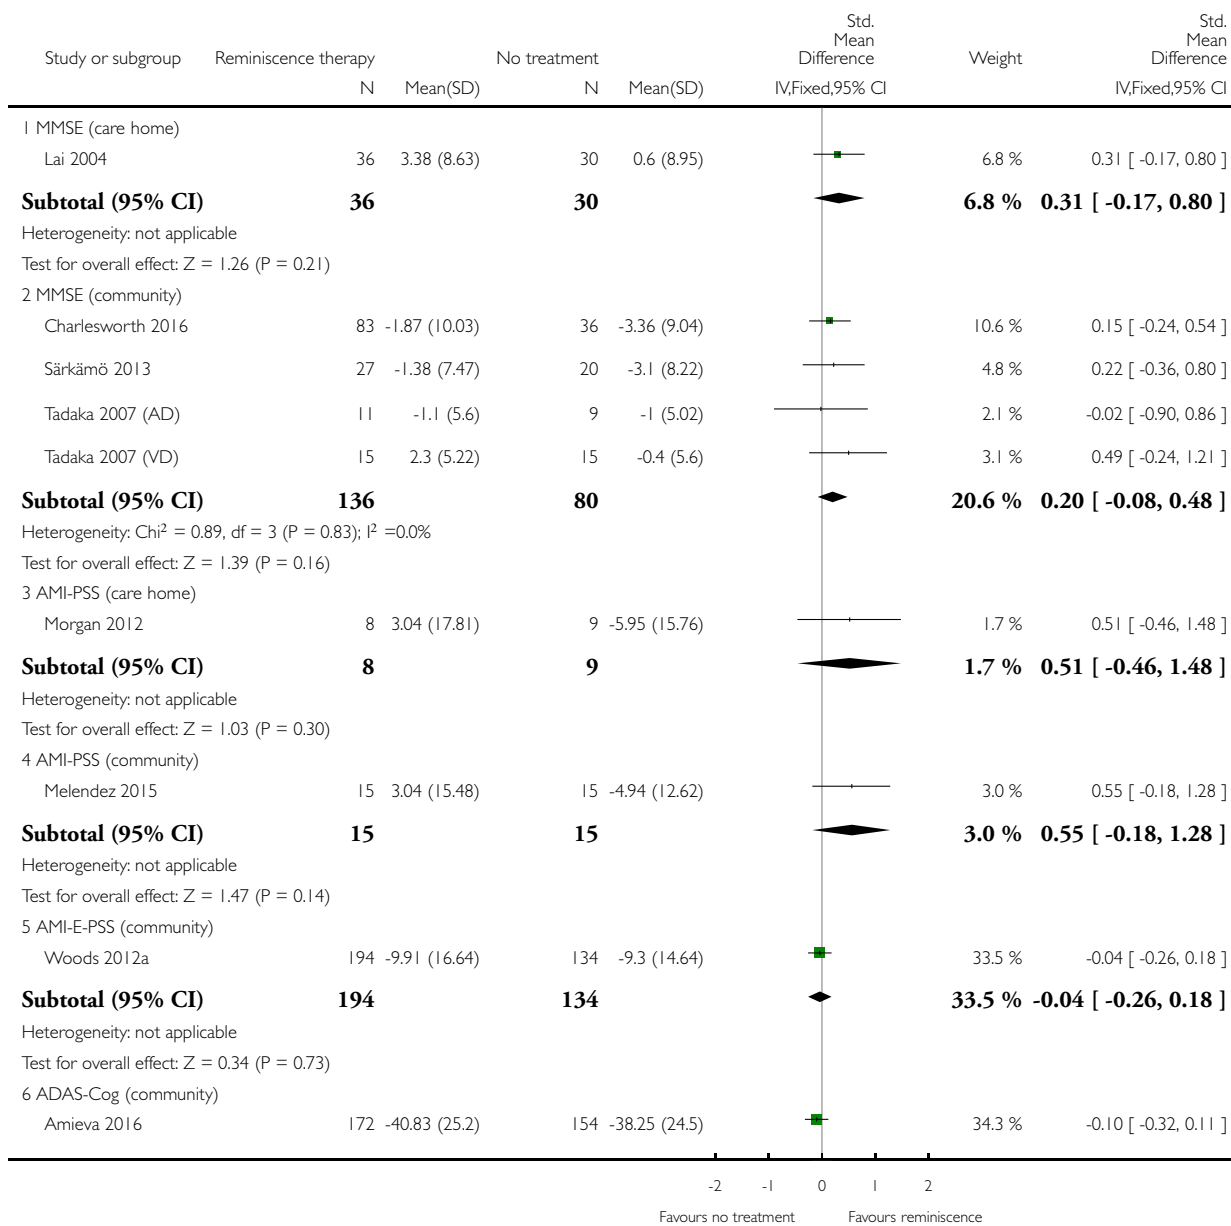 Study or subgroup Reminiscence therapy No treatment Std. Mean Difference Weight Std. Mean Difference
N Mean(SD) N Mean(SD) IV,Fixed,95% CI IV,Fixed,95% CI
1 MMSE (care home)
Lai 2004 36 3.38 (8.63) 30 0.6 (8.95) 6.8 % 0.31 [ -0.17, 0.80 ]
Subtotal (95% CI) 36 30 6.8 % 0.31 [ -0.17, 0.80 ]
Heterogeneity: not applicable
Test for overall effect: Z = 1.26 (P = 0.21)
2 MMSE (community)
Charlesworth 2016 83 -1.87 (10.03) 36 -3.36 (9.04) 10.6 % 0.15 [ -0.24, 0.54 ]
Särkämö 2013 27 -1.38 (7.47) 20 -3.1 (8.22) 4.8 % 0.22 [ -0.36, 0.80 ]
Tadaka 2007 (AD) 11 -1.1 (5.6) 9 -1 (5.02) 2.1 % -0.02 [ -0.90, 0.86 ]
Tadaka 2007 (VD) 15 2.3 (5.22) 15 -0.4 (5.6) 3.1 % 0.49 [ -0.24, 1.21 ]
Subtotal (95% CI) 136 80 20.6 % 0.20 [ -0.08, 0.48 ]
Heterogeneity: Chi² = 0.89, df = 3 (P = 0.83); I² =0.0%
Test for overall effect: Z = 1.39 (P = 0.16)
3 AMI-PSS (care home)
Morgan 2012 8 3.04 (17.81) 9 -5.95 (15.76) 1.7 % 0.51 [ -0.46, 1.48 ]
Subtotal (95% CI) 8 9 1.7 % 0.51 [ -0.46, 1.48 ]
Heterogeneity: not applicable
Test for overall effect: Z = 1.03 (P = 0.30)
4 AMI-PSS (community)
Melendez 2015 15 3.04 (15.48) 15 -4.94 (12.62) 3.0 % 0.55 [ -0.18, 1.28 ]
Subtotal (95% CI) 15 15 3.0 % 0.55 [ -0.18, 1.28 ]
Heterogeneity: not applicable
Test for overall effect: Z = 1.47 (P = 0.14)
5 AMI-E-PSS (community)
Woods 2012a 194 -9.91 (16.64) 134 -9.3 (14.64) 33.5 % -0.04 [ -0.26, 0.18 ]
Subtotal (95% CI) 194 134 33.5 % -0.04 [ -0.26, 0.18 ]
Heterogeneity: not applicable
Test for overall effect: Z = 0.34 (P = 0.73)
6 ADAS-Cog (community)
Amieva 2016 172 -40.83 (25.2) 154 -38.25 (24.5) 34.3 % -0.10 [ -0.32, 0.11 ]
-2 -1 0 1 2
Favours no treatment Favours reminiscence